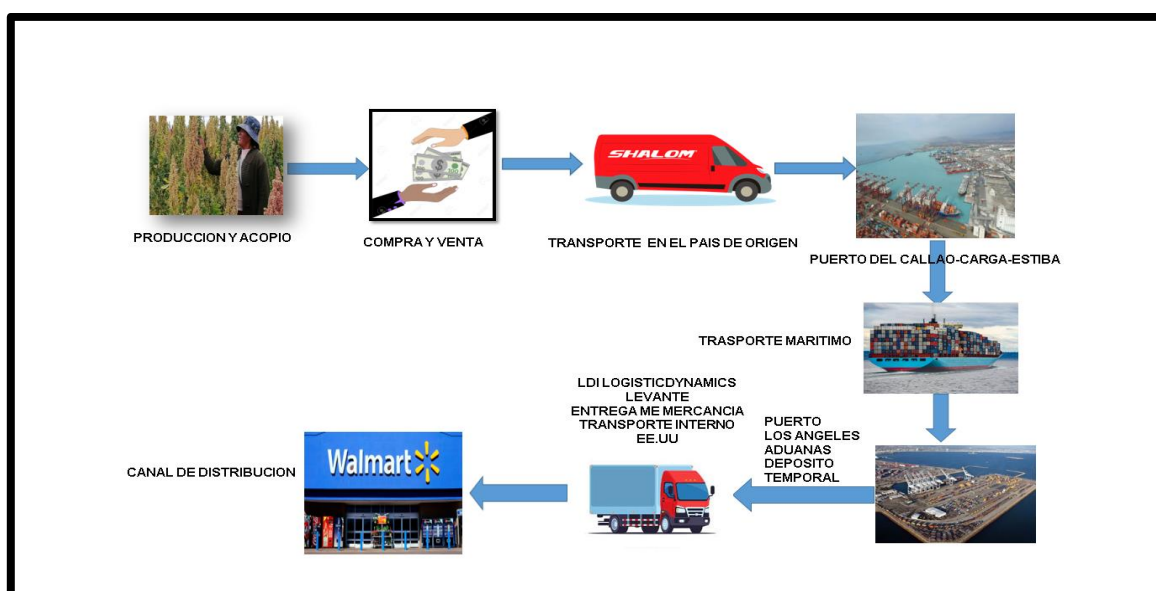 SHALOM
PRODUCCION Y ACOPIO
COMPRA Y VENTA
TRANSPORTE EN EL PAIS DE ORIGEN
PUERTO DEL CALLAO-CARGA-ESTIBA
TRASPORTE MARITIMO
LDI LOGISTICDYNAMICS
LEVANTE
ENTREGA ME MERCANCIA
TRANSPORTE INTERNO
EE.UU
PUERTO
LOS ANGELES
ADUANAS
DEPOSITO
TEMPORAL
CANAL DE DISTRIBUCION
Walmart